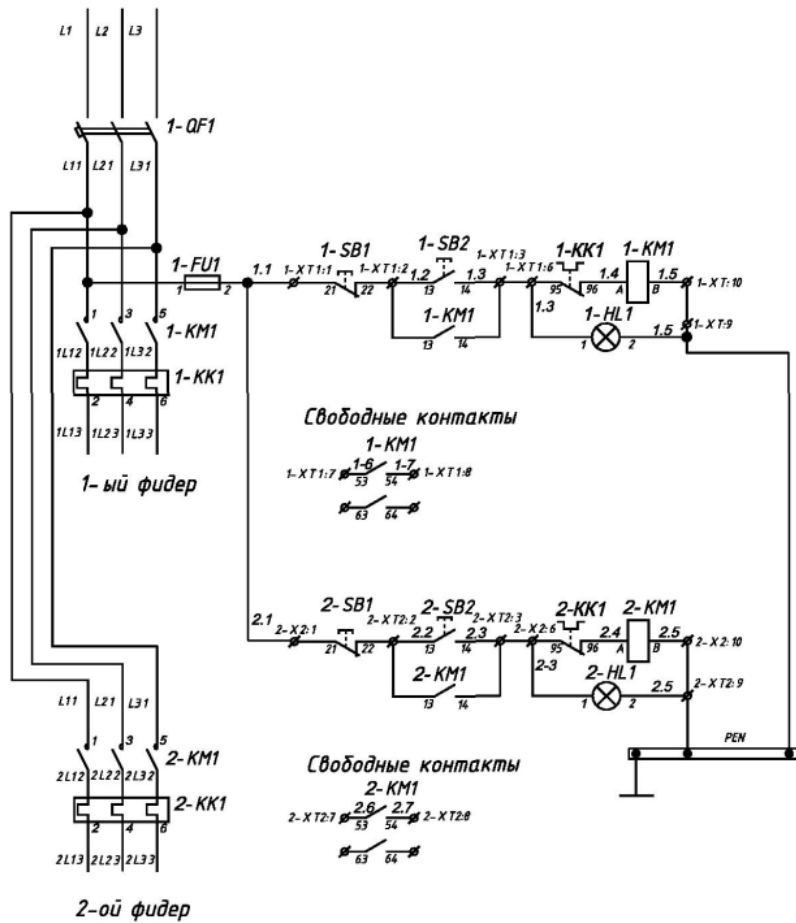 L1 L2 L3
1-QF1
L11 L21 L31
1-FU1
1 2
1.1
1-XT1:1
1-SB1
21 22
1-XT1:2
1.2
1-SB2
13 14
1.3
1-XT1:3
1-XT1:6
1-KK1
95 96
1.4
1-KM1
A B
1.5
1-XT:10
1-KM1
13 14
1.3
1-HL1
1 2
1.5
1-XT:9
1 3 5
1-KM1
1L12 1L22 1L32
1-KK1
2 4 6
1L13 1L23 1L33
1-ый фидер
Свободные контакты
1-KM1
1-XT1:7
1-6 1-7
53 54
1-XT1:8
63 64
2.1
2-X2:1
2-SB1
21 22
2-XT2:2
2.2
2-SB2
13 14
2.3
2-XT2:3
2-X2:6
2-KK1
95 96
2.4
2-KM1
A B
2.5
2-X2:10
2-KM1
13 14
2-3
2-HL1
1 2
2.5
2-XT2:9
PEN
L11 L21 L31
1 3 5
2-KM1
2L12 2L22 2L32
2-KK1
2 4 6
2L13 2L23 2L33
2-ой фидер
Свободные контакты
2-KM1
2-XT2:7
2.6 2.7
53 54
2-XT2:8
63 64